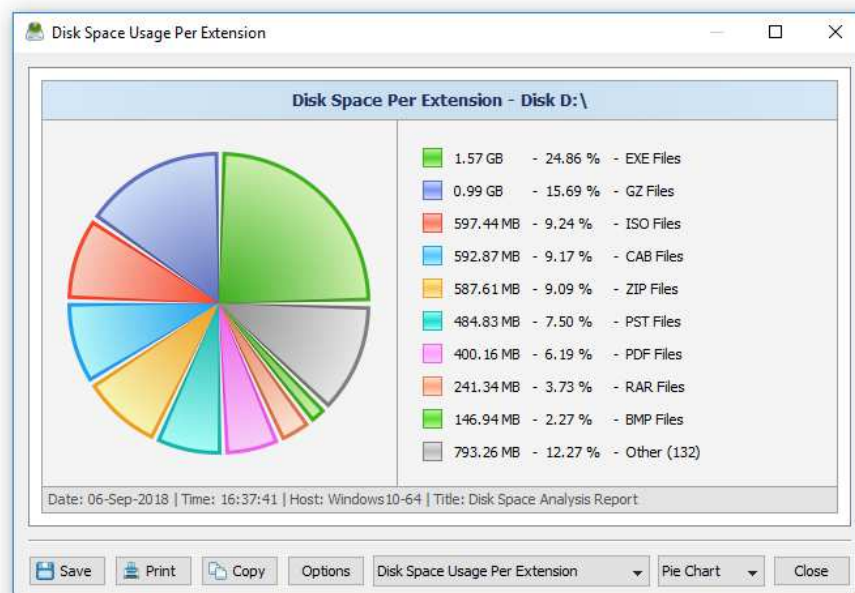 Disk Space Usage Per Extension
Disk Space Per Extension - Disk D:\
1.57 GB - 24.86 % - EXE Files
0.99 GB - 15.69 % - GZ Files
597.44 MB - 9.24 % - ISO Files
592.87 MB - 9.17 % - CAB Files
587.61 MB - 9.09 % - ZIP Files
484.83 MB - 7.50 % - PST Files
400.16 MB - 6.19 % - PDF Files
241.34 MB - 3.73 % - RAR Files
146.94 MB - 2.27 % - BMP Files
793.26 MB - 12.27 % - Other (132)
Date: 06-Sep-2018 | Time: 16:37:41 | Host: Windows10-64 | Title: Disk Space Analysis Report
Save Print Copy Options Disk Space Usage Per Extension Pie Chart Close